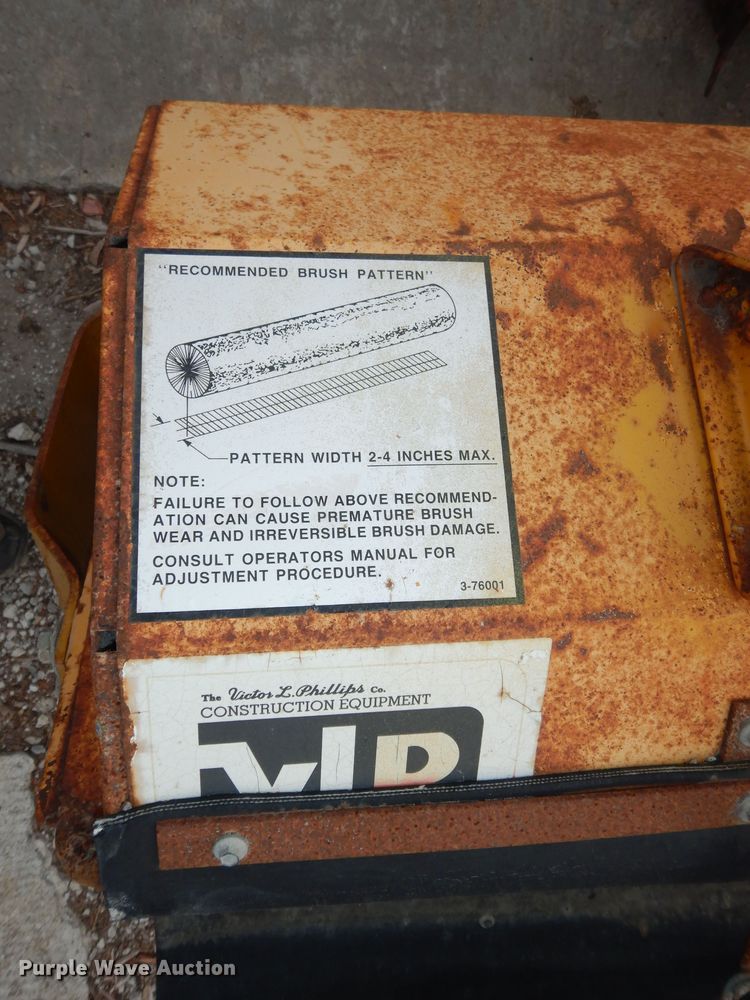 "RECOMMENDED BRUSH PATTERN"
PATTERN WIDTH 2-4 INCHES MAX.
NOTE:
FAILURE TO FOLLOW ABOVE RECOMMEND-
ATION CAN CAUSE PREMATURE BRUSH
WEAR AND IRREVERSIBLE BRUSH DAMAGE.
CONSULT OPERATORS MANUAL FOR
ADJUSTMENT PROCEDURE.
3-76001
The Victor L. Phillips Co.
CONSTRUCTION EQUIPMENT
VLP
Purple Wave Auction